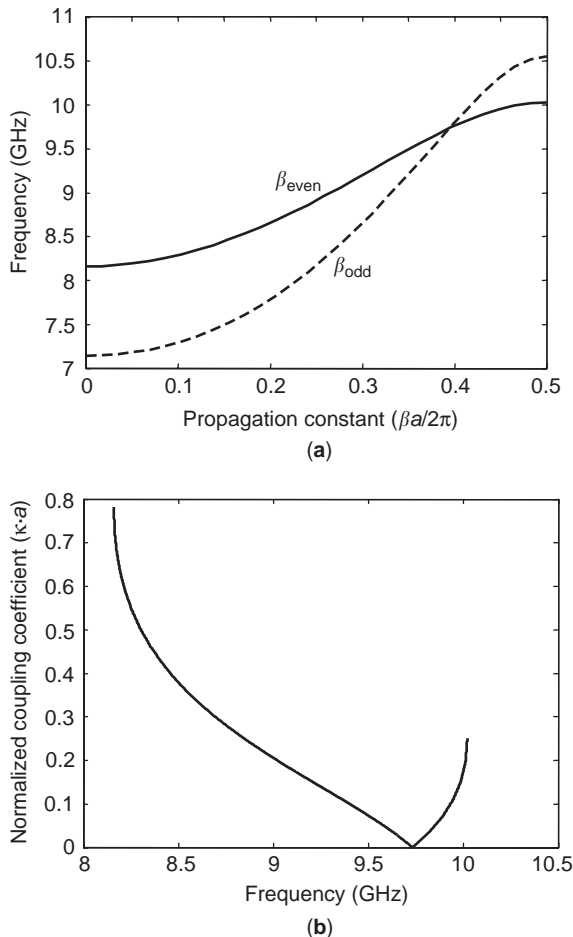 11
10.5
10
9.5
9
8.5
8
7.5
7
Frequency (GHz)
βeven
βodd
0 0.1 0.2 0.3 0.4 0.5
Propagation constant (βa/2π)
(a)
0.8
0.7
0.6
0.5
0.4
0.3
0.2
0.1
0
Normalized coupling coefficient (κ·a)
8 8.5 9 9.5 10 10.5
Frequency (GHz)
(b)